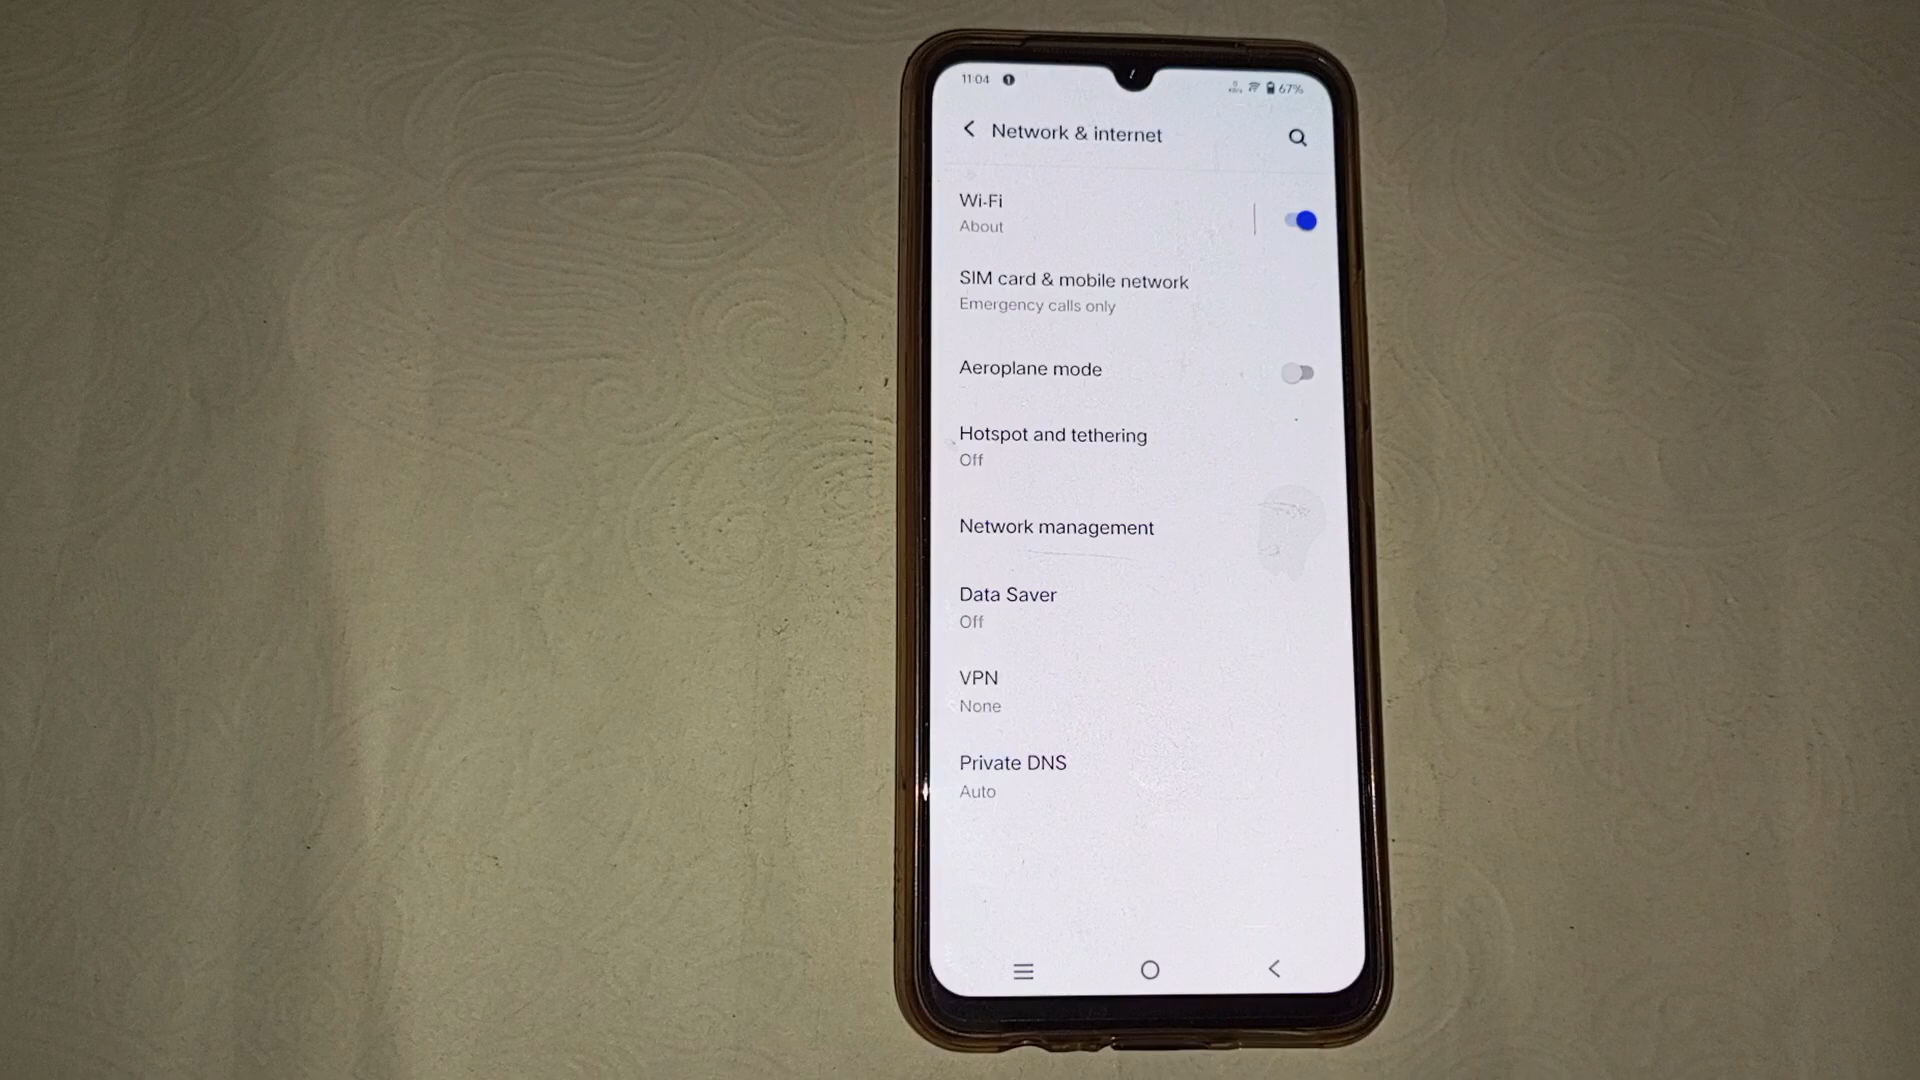 11:04
67%
Network & internet
Wi-Fi
About
SIM card & mobile network
Emergency calls only
Aeroplane mode
Hotspot and tethering
Off
Network management
Data Saver
Off
VPN
None
Private DNS
Auto